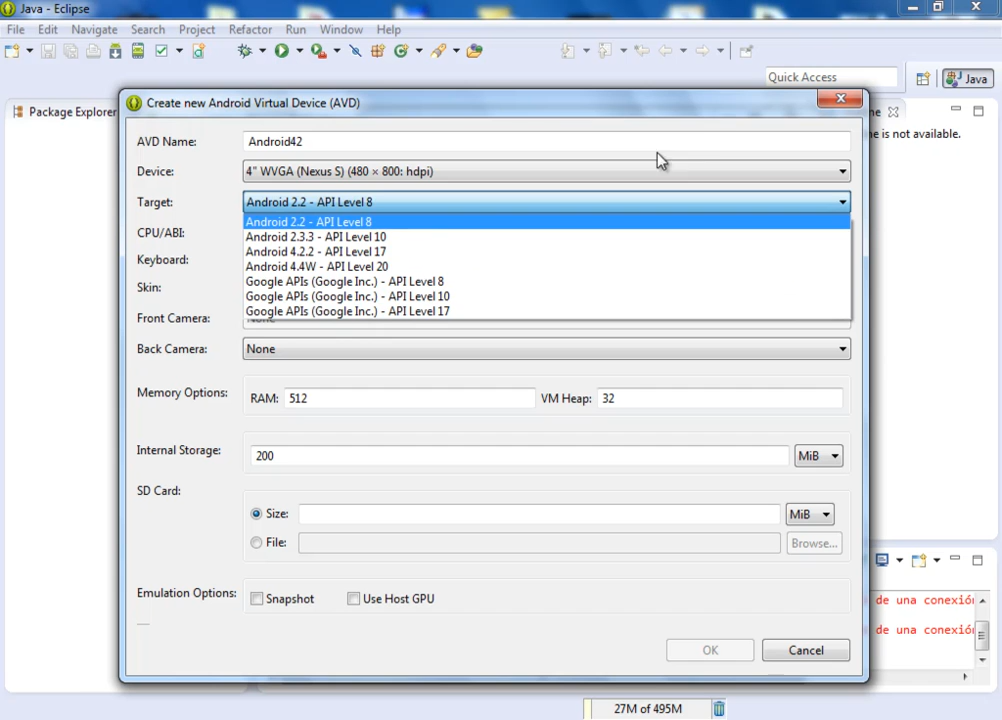 Java - Eclipse
File Edit Navigate Search Project Refactor Run Window Help
Quick Access
Java
Package Explorer
ne is not available.
Create new Android Virtual Device (AVD)
AVD Name: Android42
Device: 4" WVGA (Nexus S) (480 × 800: hdpi)
Target: Android 2.2 - API Level 8
Android 2.2 - API Level 8
CPU/ABI: Android 2.3.3 - API Level 10
Android 4.2.2 - API Level 17
Keyboard: Android 4.4W - API Level 20
Skin: Google APIs (Google Inc.) - API Level 8
Google APIs (Google Inc.) - API Level 10
Google APIs (Google Inc.) - API Level 17
Front Camera: None
Back Camera: None
Memory Options: RAM: 512 VM Heap: 32
Internal Storage: 200 MiB
SD Card:
Size: MiB
File: Browse...
Emulation Options: Snapshot Use Host GPU
OK Cancel
de una conexión
de una conexión
27M of 495M